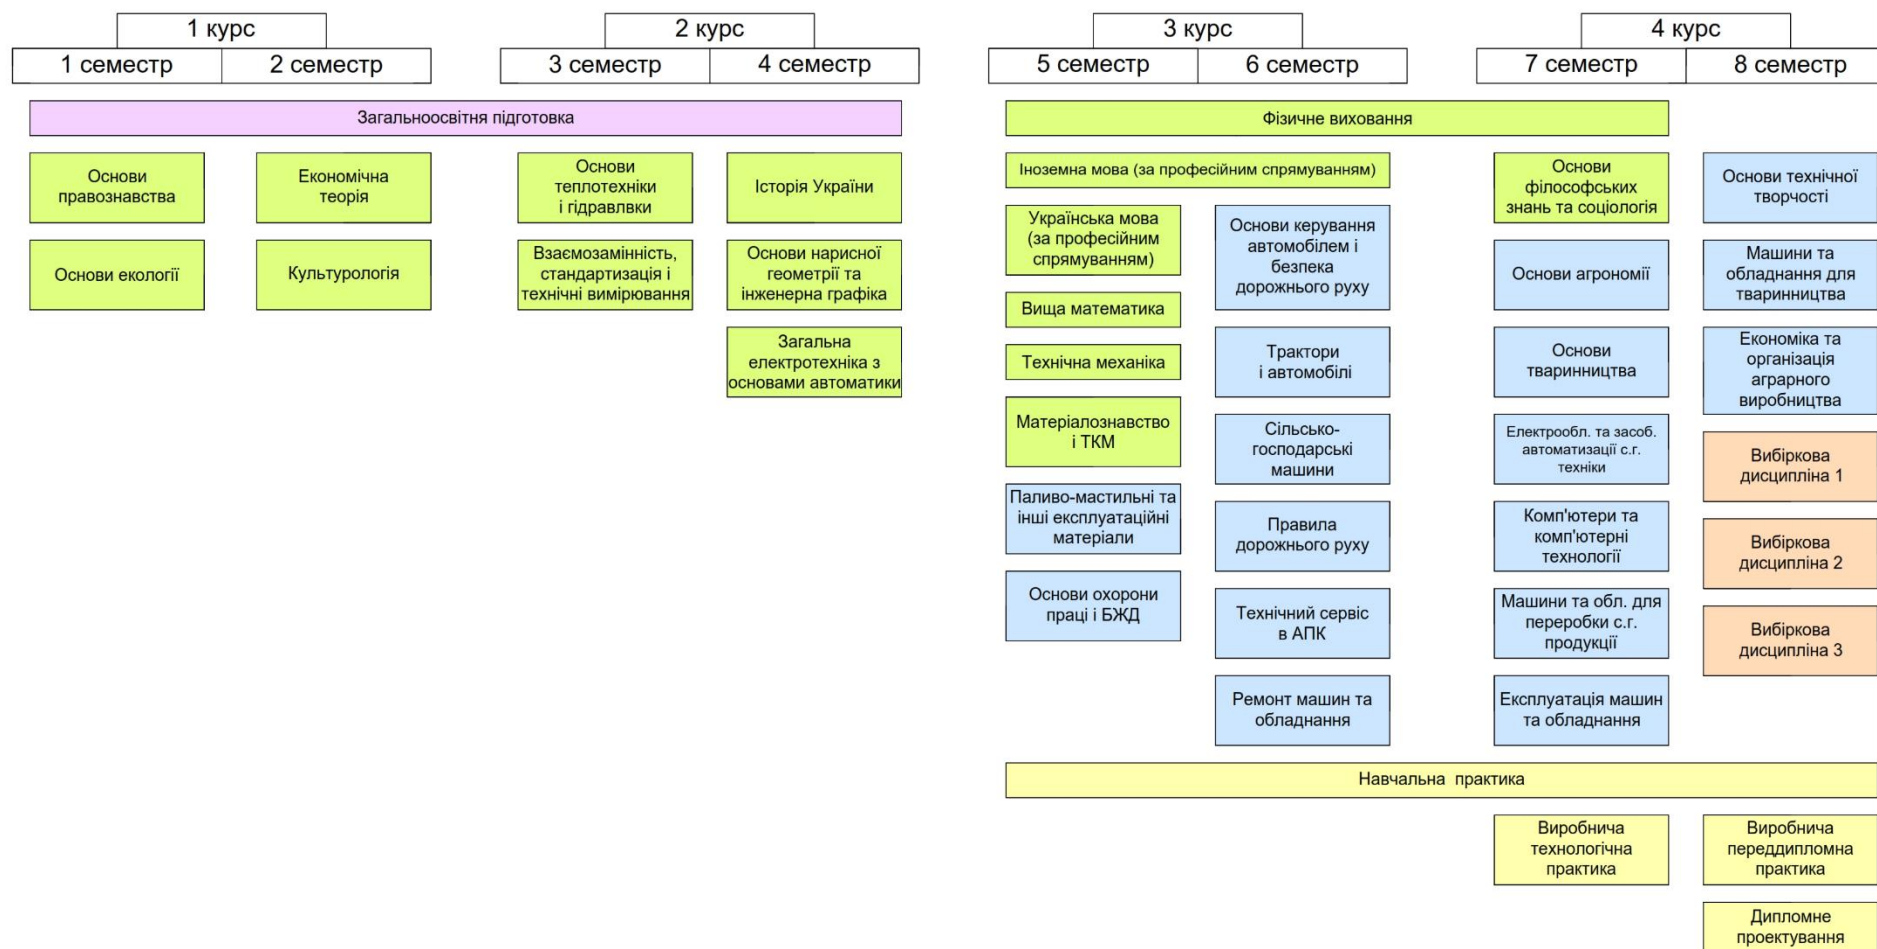 1 курс
2 курс
3 курс
4 курс
1 семестр
2 семестр
3 семестр
4 семестр
5 семестр
6 семестр
7 семестр
8 семестр
Загальноосвітня підготовка
Фізичне виховання
Основи
правознавства
Економічна
теорія
Основи
теплотехніки
і гідравлвки
Історія України
Іноземна мова (за професійним спрямуванням)
Основи
філософських
знань та соціологія
Основи технічної
творчості
Основи екології
Культурологія
Взаємозамінність,
стандартизація і
технічні вимірювання
Основи нарисної
геометрії та
інженерна графіка
Загальна
електротехніка з
основами автоматики
Українська мова
(за професійним
спрямуванням)
Вища математика
Технічна механіка
Матеріалознавство
і ТКМ
Паливо-мастильні та
інші експлуатаційні
матеріали
Основи охорони
праці і БЖД
Основи керування
автомобілем і
безпека
дорожнього руху
Трактори
і автомобілі
Сільсько-
господарські
машини
Правила
дорожнього руху
Технічний сервіс
в АПК
Ремонт машин та
обладнання
Основи агрономії
Основи
тваринництва
Електрообл. та засоб.
автоматизації с.г.
техніки
Комп'ютери та
комп'ютерні
технології
Машини та обл. для
переробки с.г.
продукції
Експлуатація машин
та обладнання
Машини та
обладнання для
тваринництва
Економіка та
організація
аграрного
виробництва
Вибіркова
дисципліна 1
Вибіркова
дисципліна 2
Вибіркова
дисципліна 3
Навчальна практика
Виробнича
технологічна
практика
Виробнича
переддипломна
практика
Дипломне
проектування